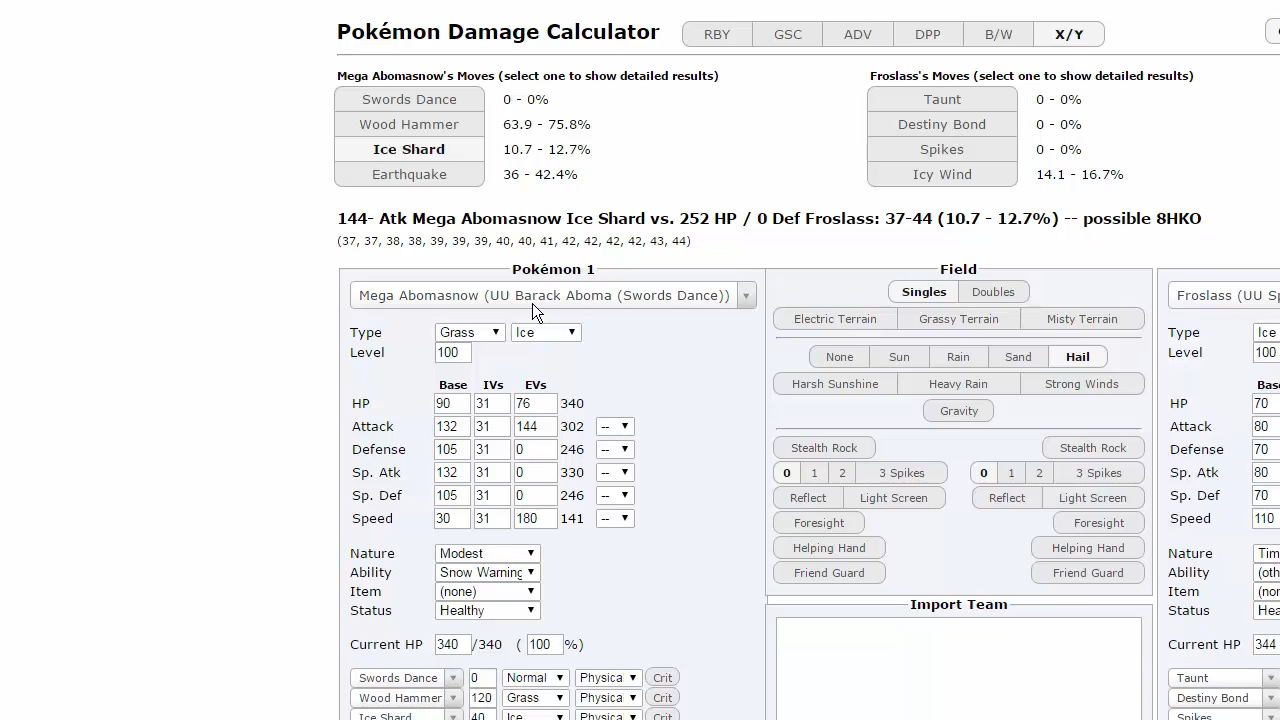 Pokémon Damage Calculator RBY GSC ADV DPP B/W X/Y
Mega Abomasnow's Moves (select one to show detailed results) Froslass's Moves (select one to show detailed results)
Swords Dance 0 - 0% Taunt 0 - 0%
Wood Hammer 63.9 - 75.8% Destiny Bond 0 - 0%
Ice Shard 10.7 - 12.7% Spikes 0 - 0%
Earthquake 36 - 42.4% Icy Wind 14.1 - 16.7%
144- Atk Mega Abomasnow Ice Shard vs. 252 HP / 0 Def Froslass: 37-44 (10.7 - 12.7%) -- possible 8HKO
(37, 37, 38, 38, 39, 39, 39, 40, 40, 41, 42, 42, 42, 42, 43, 44)
Pokémon 1
Mega Abomasnow (UU Barack Aboma (Swords Dance))
Type Grass Ice
Level 100
Base IVs EVs
HP 90 31 76 340
Attack 132 31 144 302 --
Defense 105 31 0 246 --
Sp. Atk 132 31 0 330 --
Sp. Def 105 31 0 246 --
Speed 30 31 180 141 --
Nature Modest
Ability Snow Warning
Item (none)
Status Healthy
Current HP 340 /340 ( 100 %)
Swords Dance 0 Normal Physica Crit
Wood Hammer 120 Grass Physica Crit
Ice Shard 40 Ice Physica Crit
Field
Singles Doubles
Electric Terrain Grassy Terrain Misty Terrain
None Sun Rain Sand Hail
Harsh Sunshine Heavy Rain Strong Winds
Gravity
Stealth Rock Stealth Rock
0 1 2 3 Spikes 0 1 2 3 Spikes
Reflect Light Screen Reflect Light Screen
Foresight Foresight
Helping Hand Helping Hand
Friend Guard Friend Guard
Import Team
Froslass (UU Sp
Type Ice
Level 100
Base
HP 70
Attack 80
Defense 70
Sp. Atk 80
Sp. Def 70
Speed 110
Nature Tim
Ability (oth
Item (nor
Status Hea
Current HP 344
Taunt
Destiny Bond
Spikes